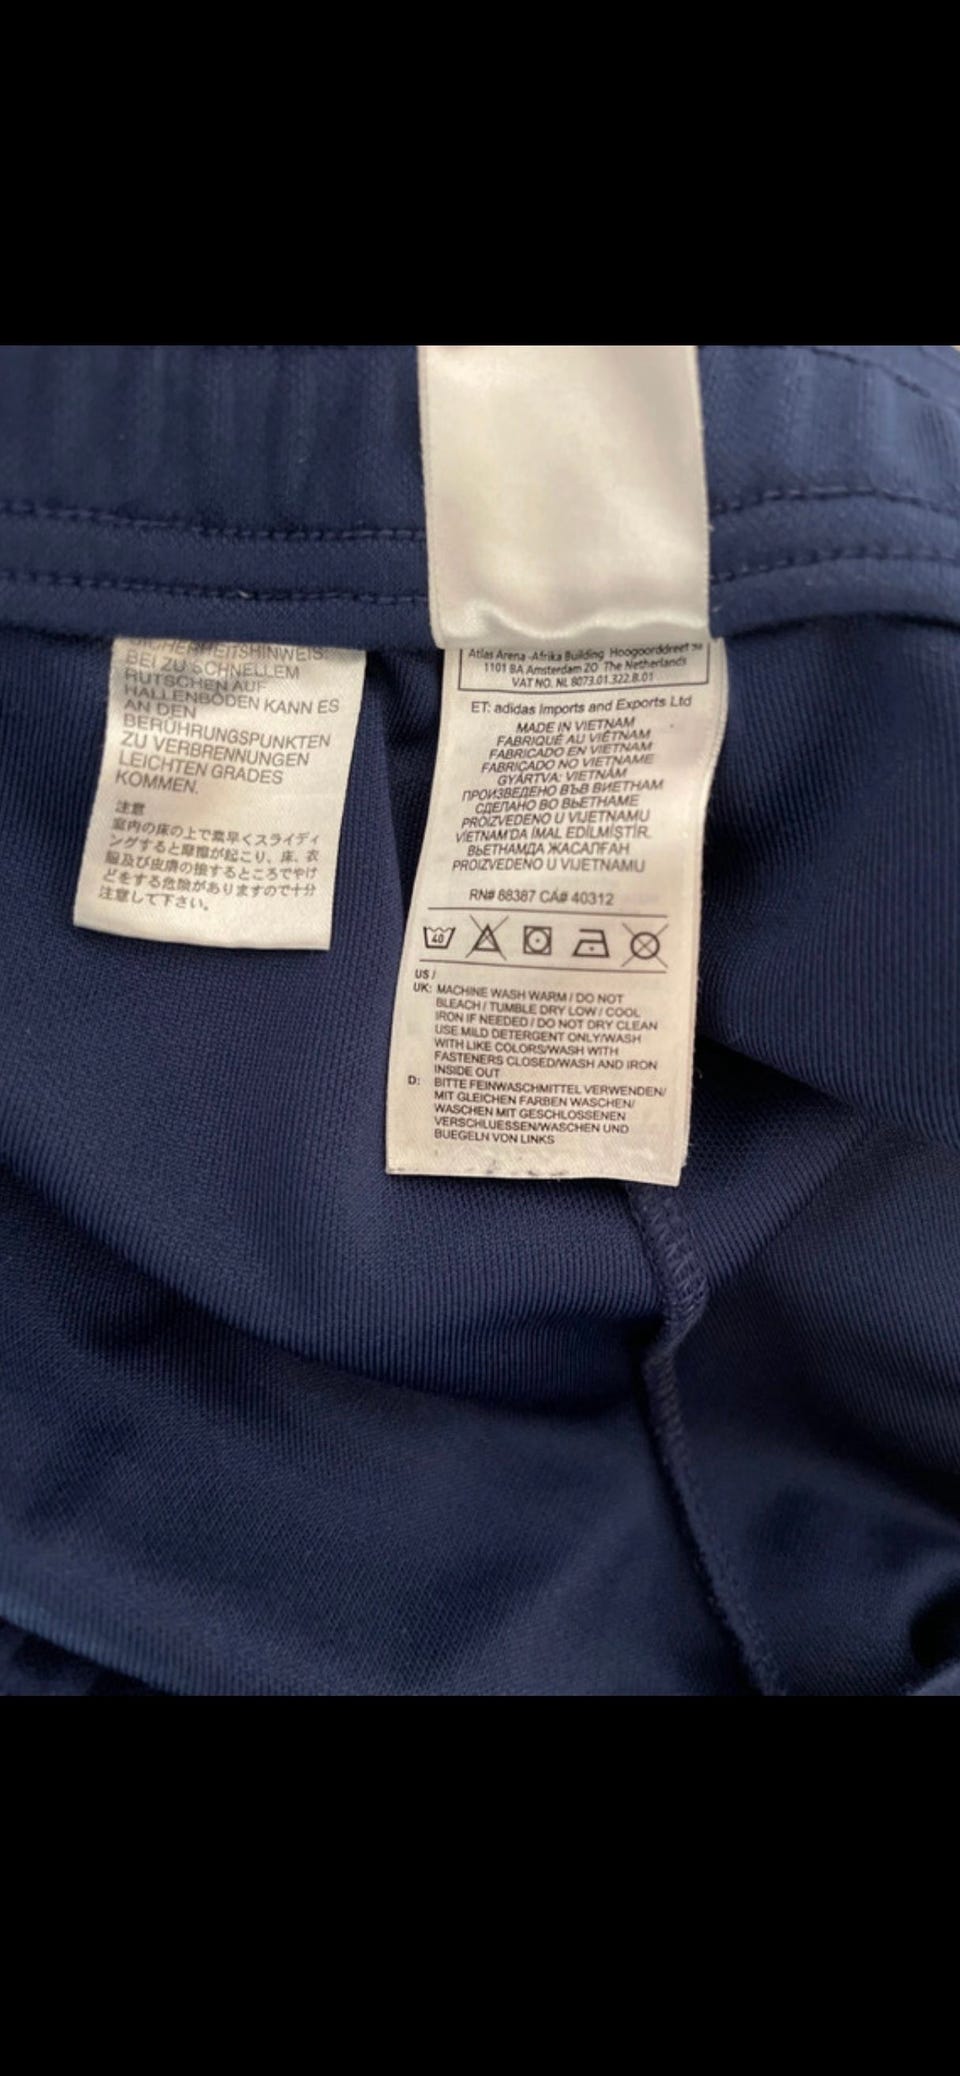 SICHERHEITSHINWEIS:
BEI ZU SCHNELLEM
RUTSCHEN AUF
HALLENBÖDEN KANN ES
AN DEN
BERÜHRUNGSPUNKTEN
ZU VERBRENNUNGEN
LEICHTEN GRADES
KOMMEN.
注意
室内の床の上で素早くスライディ
ングすると摩擦が起こり、床、衣
服及び皮膚の接するところでやけ
どをする危険がありますので十分
注意して下さい。
Atlas Arena -Afrika Building Hoogoorddreet
1101 BA Amsterdam ZO The Netherlands
VAT NO. NL 8073.01.322.B.01
ET: adidas Imports and Exports Ltd
MADE IN VIETNAM
FABRIQUÉ AU VIÊTNAM
FABRICADO EN VIETNAM
FABRICADO NO VIETNAME
GYÁRTVA: VIETNÁM
ПРОИЗВЕДЕНО ВЪВ ВИЕТНАМ
СДЕЛАНО ВО ВЬЕТНАМЕ
PROIZVEDENO U VIJETNAMU
VİETNAM'DA İMAL EDİLMİŞTİR.
ВЬЕТНАМДА ЖАСАЛҒАН
PROIZVEDENO U VIJETNAMU
RN# 88387 CA# 40312
40
US /
UK: MACHINE WASH WARM / DO NOT
BLEACH / TUMBLE DRY LOW / COOL
IRON IF NEEDED / DO NOT DRY CLEAN
USE MILD DETERGENT ONLY/WASH
WITH LIKE COLORS/WASH WITH
FASTENERS CLOSED/WASH AND IRON
INSIDE OUT
D: BITTE FEINWASCHMITTEL VERWENDEN/
MIT GLEICHEN FARBEN WASCHEN/
WASCHEN MIT GESCHLOSSENEN
VERSCHLUESSEN/WASCHEN UND
BUEGELN VON LINKS